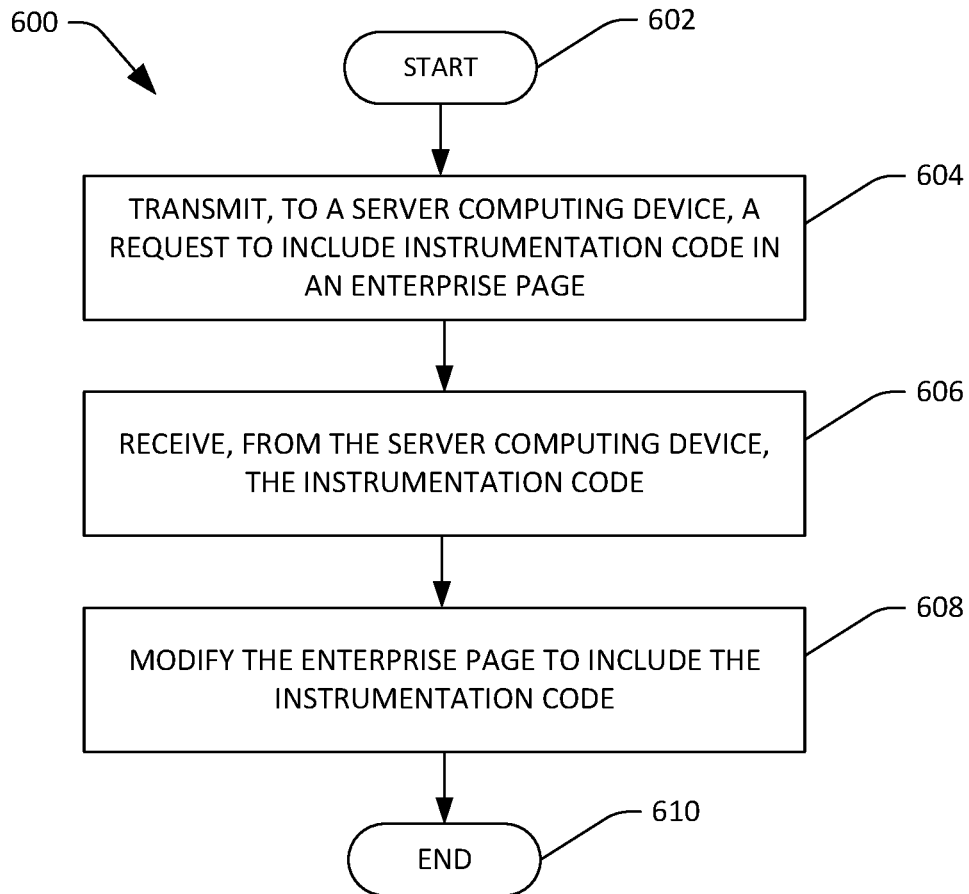 600
602
START
604
TRANSMIT, TO A SERVER COMPUTING DEVICE, A
REQUEST TO INCLUDE INSTRUMENTATION CODE IN
AN ENTERPRISE PAGE
606
RECEIVE, FROM THE SERVER COMPUTING DEVICE,
THE INSTRUMENTATION CODE
608
MODIFY THE ENTERPRISE PAGE TO INCLUDE THE
INSTRUMENTATION CODE
610
END